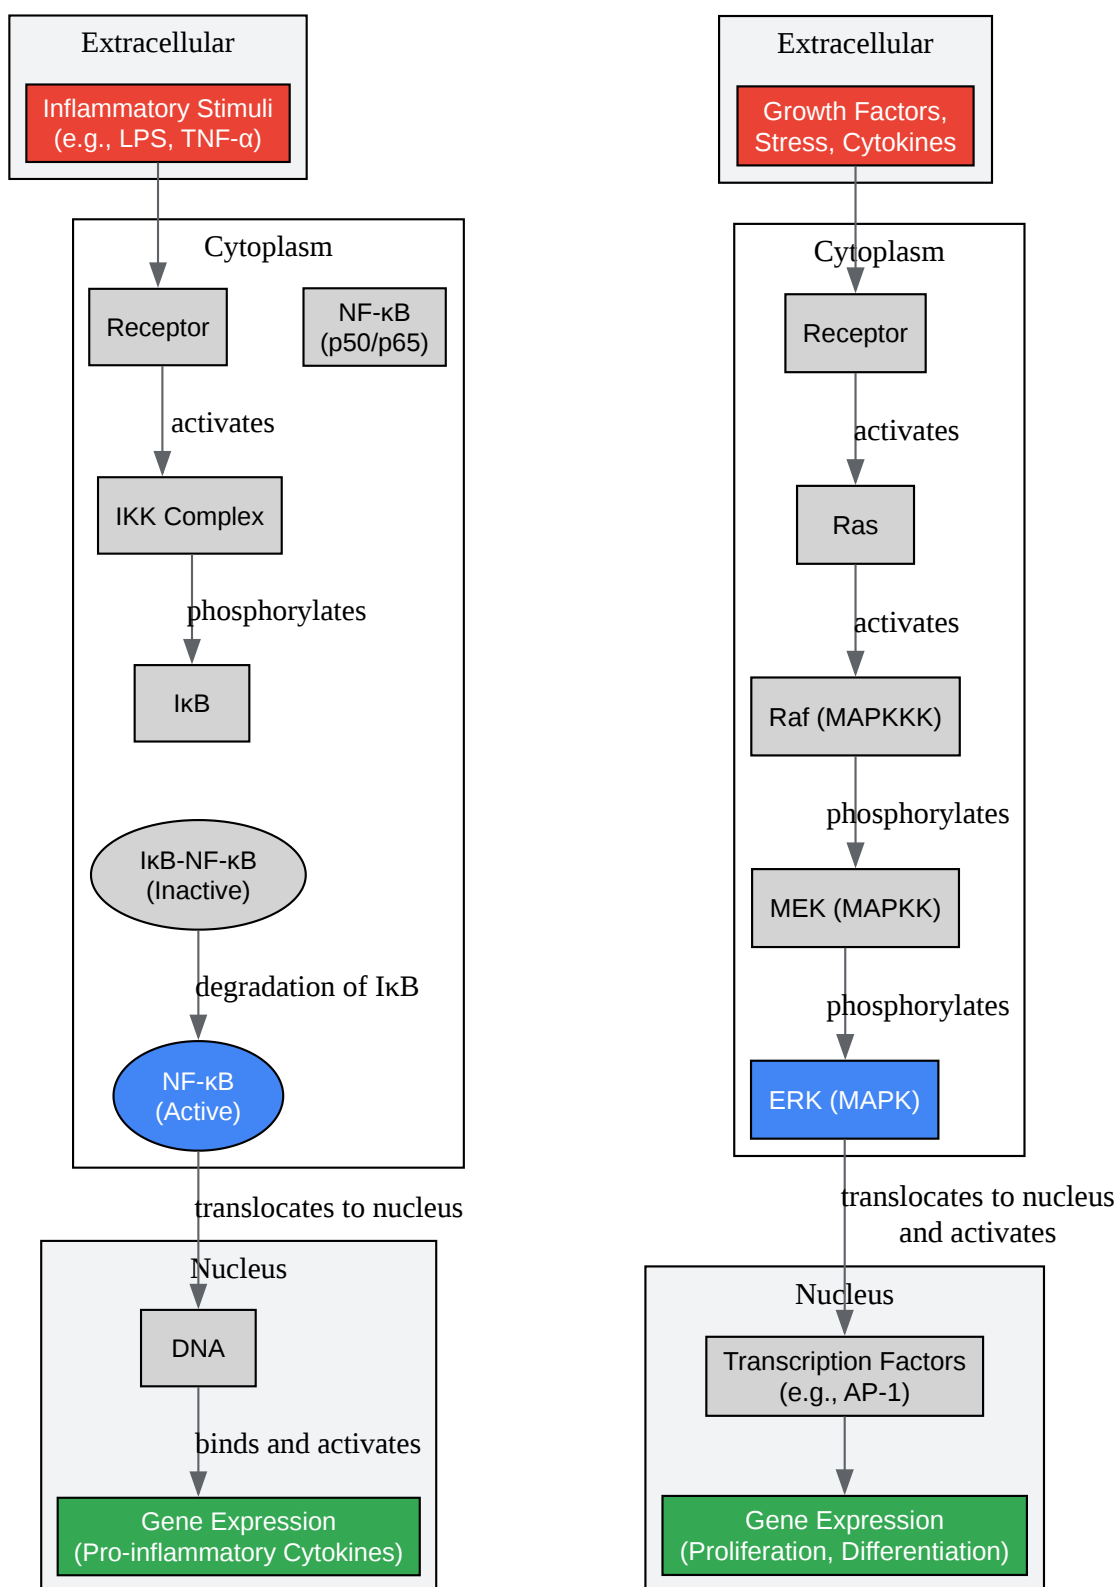 Extracellular
Inflammatory Stimuli
(e.g., LPS, TNF-α)
Cytoplasm
Receptor
NF-κB
(p50/p65)
activates
IKK Complex
phosphorylates
IκB
IκB-NF-κB
(Inactive)
degradation of IκB
NF-κB
(Active)
translocates to nucleus
Nucleus
DNA
binds and activates
Gene Expression
(Pro-inflammatory Cytokines)
Extracellular
Growth Factors,
Stress, Cytokines
Cytoplasm
Receptor
activates
Ras
activates
Raf (MAPKKK)
phosphorylates
MEK (MAPKK)
phosphorylates
ERK (MAPK)
translocates to nucleus
and activates
Nucleus
Transcription Factors
(e.g., AP-1)
Gene Expression
(Proliferation, Differentiation)